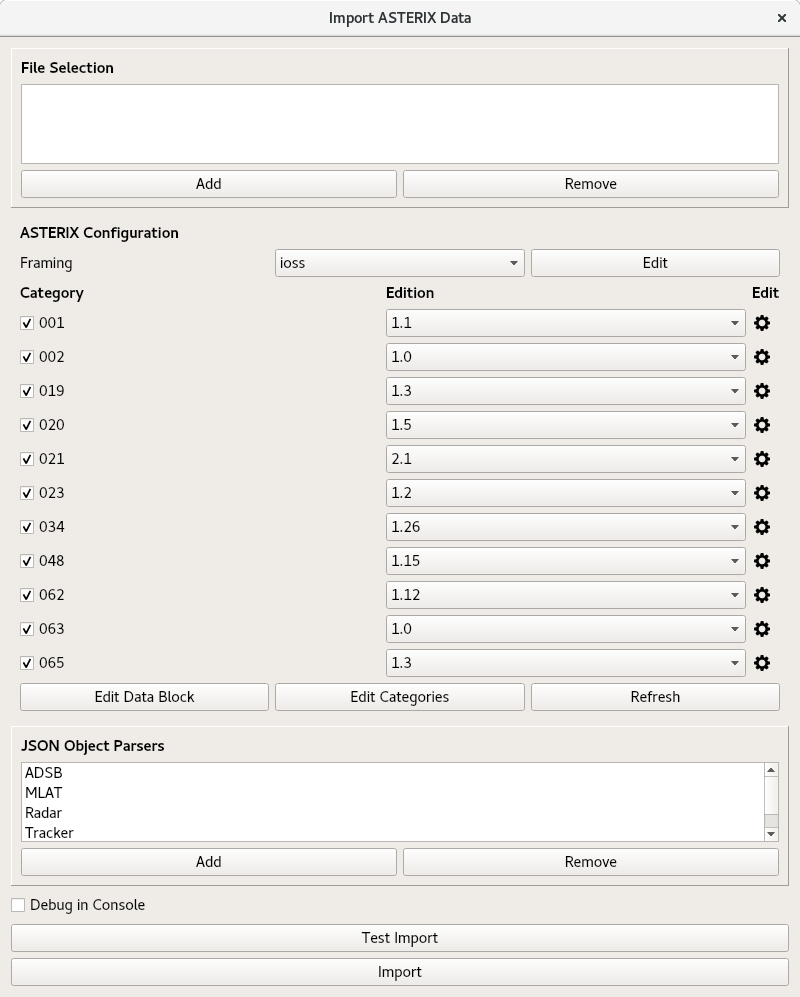 Import ASTERIX Data
File Selection
Add Remove
ASTERIX Configuration
Framing ioss Edit
Category Edition Edit
001 1.1
002 1.0
019 1.3
020 1.5
021 2.1
023 1.2
034 1.26
048 1.15
062 1.12
063 1.0
065 1.3
Edit Data Block Edit Categories Refresh
JSON Object Parsers
ADSB
MLAT
Radar
Tracker
Add Remove
Debug in Console
Test Import
Import